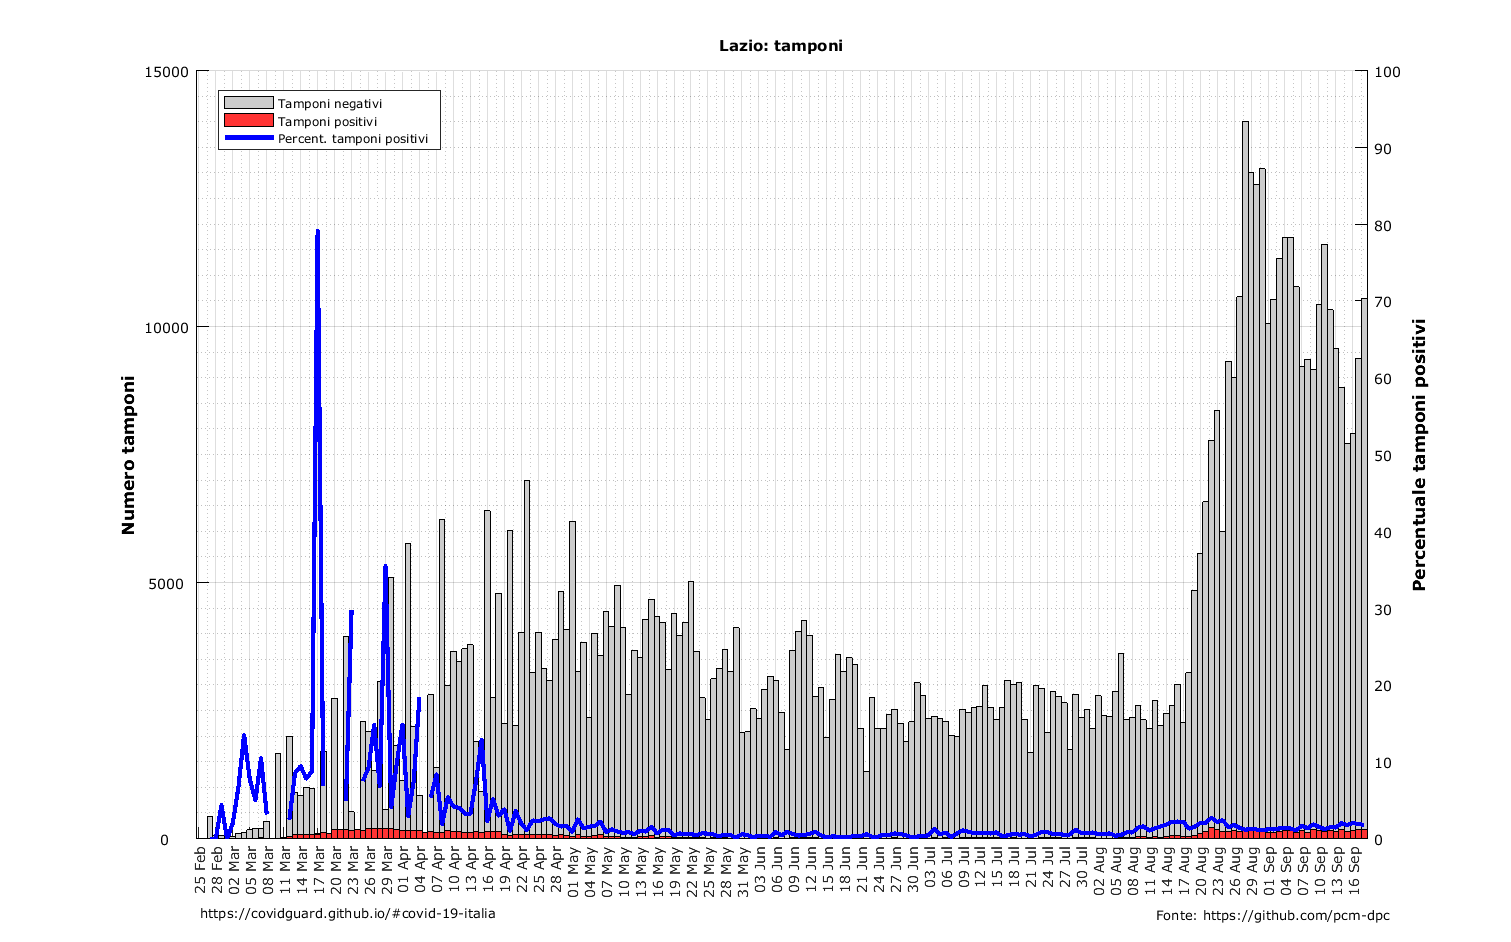 Lazio: tamponi
15000
10000
5000
0
100
90
80
70
60
50
40
30
20
10
0
Tamponi negativi
Tamponi positivi
Percent. tamponi positivi
Numero tamponi
Percentuale tamponi positivi
25 Feb
28 Feb
02 Mar
05 Mar
08 Mar
11 Mar
14 Mar
17 Mar
20 Mar
23 Mar
26 Mar
29 Mar
01 Apr
04 Apr
07 Apr
10 Apr
13 Apr
16 Apr
19 Apr
22 Apr
25 Apr
28 Apr
01 May
04 May
07 May
10 May
13 May
16 May
19 May
22 May
25 May
28 May
31 May
03 Jun
06 Jun
09 Jun
12 Jun
15 Jun
18 Jun
21 Jun
24 Jun
27 Jun
30 Jun
03 Jul
06 Jul
09 Jul
12 Jul
15 Jul
18 Jul
21 Jul
24 Jul
27 Jul
30 Jul
02 Aug
05 Aug
08 Aug
11 Aug
14 Aug
17 Aug
20 Aug
23 Aug
26 Aug
29 Aug
01 Sep
04 Sep
07 Sep
10 Sep
13 Sep
16 Sep
https://covidguard.github.io/#covid-19-italia
Fonte: https://github.com/pcm-dpc